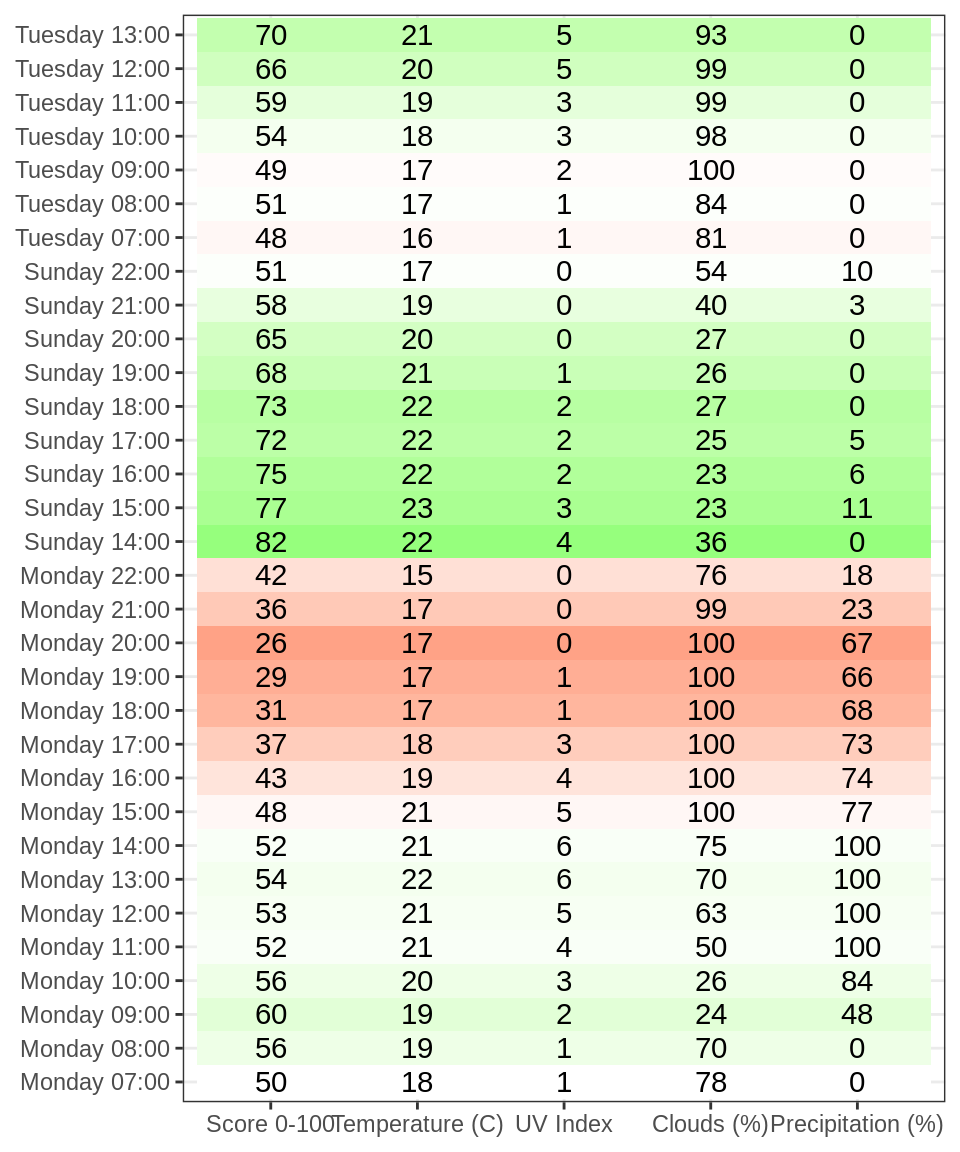 Tuesday 13:00 70 21 5 93 0
Tuesday 12:00 66 20 5 99 0
Tuesday 11:00 59 19 3 99 0
Tuesday 10:00 54 18 3 98 0
Tuesday 09:00 49 17 2 100 0
Tuesday 08:00 51 17 1 84 0
Tuesday 07:00 48 16 1 81 0
Sunday 22:00 51 17 0 54 10
Sunday 21:00 58 19 0 40 3
Sunday 20:00 65 20 0 27 0
Sunday 19:00 68 21 1 26 0
Sunday 18:00 73 22 2 27 0
Sunday 17:00 72 22 2 25 5
Sunday 16:00 75 22 2 23 6
Sunday 15:00 77 23 3 23 11
Sunday 14:00 82 22 4 36 0
Monday 22:00 42 15 0 76 18
Monday 21:00 36 17 0 99 23
Monday 20:00 26 17 0 100 67
Monday 19:00 29 17 1 100 66
Monday 18:00 31 17 1 100 68
Monday 17:00 37 18 3 100 73
Monday 16:00 43 19 4 100 74
Monday 15:00 48 21 5 100 77
Monday 14:00 52 21 6 75 100
Monday 13:00 54 22 6 70 100
Monday 12:00 53 21 5 63 100
Monday 11:00 52 21 4 50 100
Monday 10:00 56 20 3 26 84
Monday 09:00 60 19 2 24 48
Monday 08:00 56 19 1 70 0
Monday 07:00 50 18 1 78 0
Score 0-100 Temperature (C) UV Index Clouds (%) Precipitation (%)